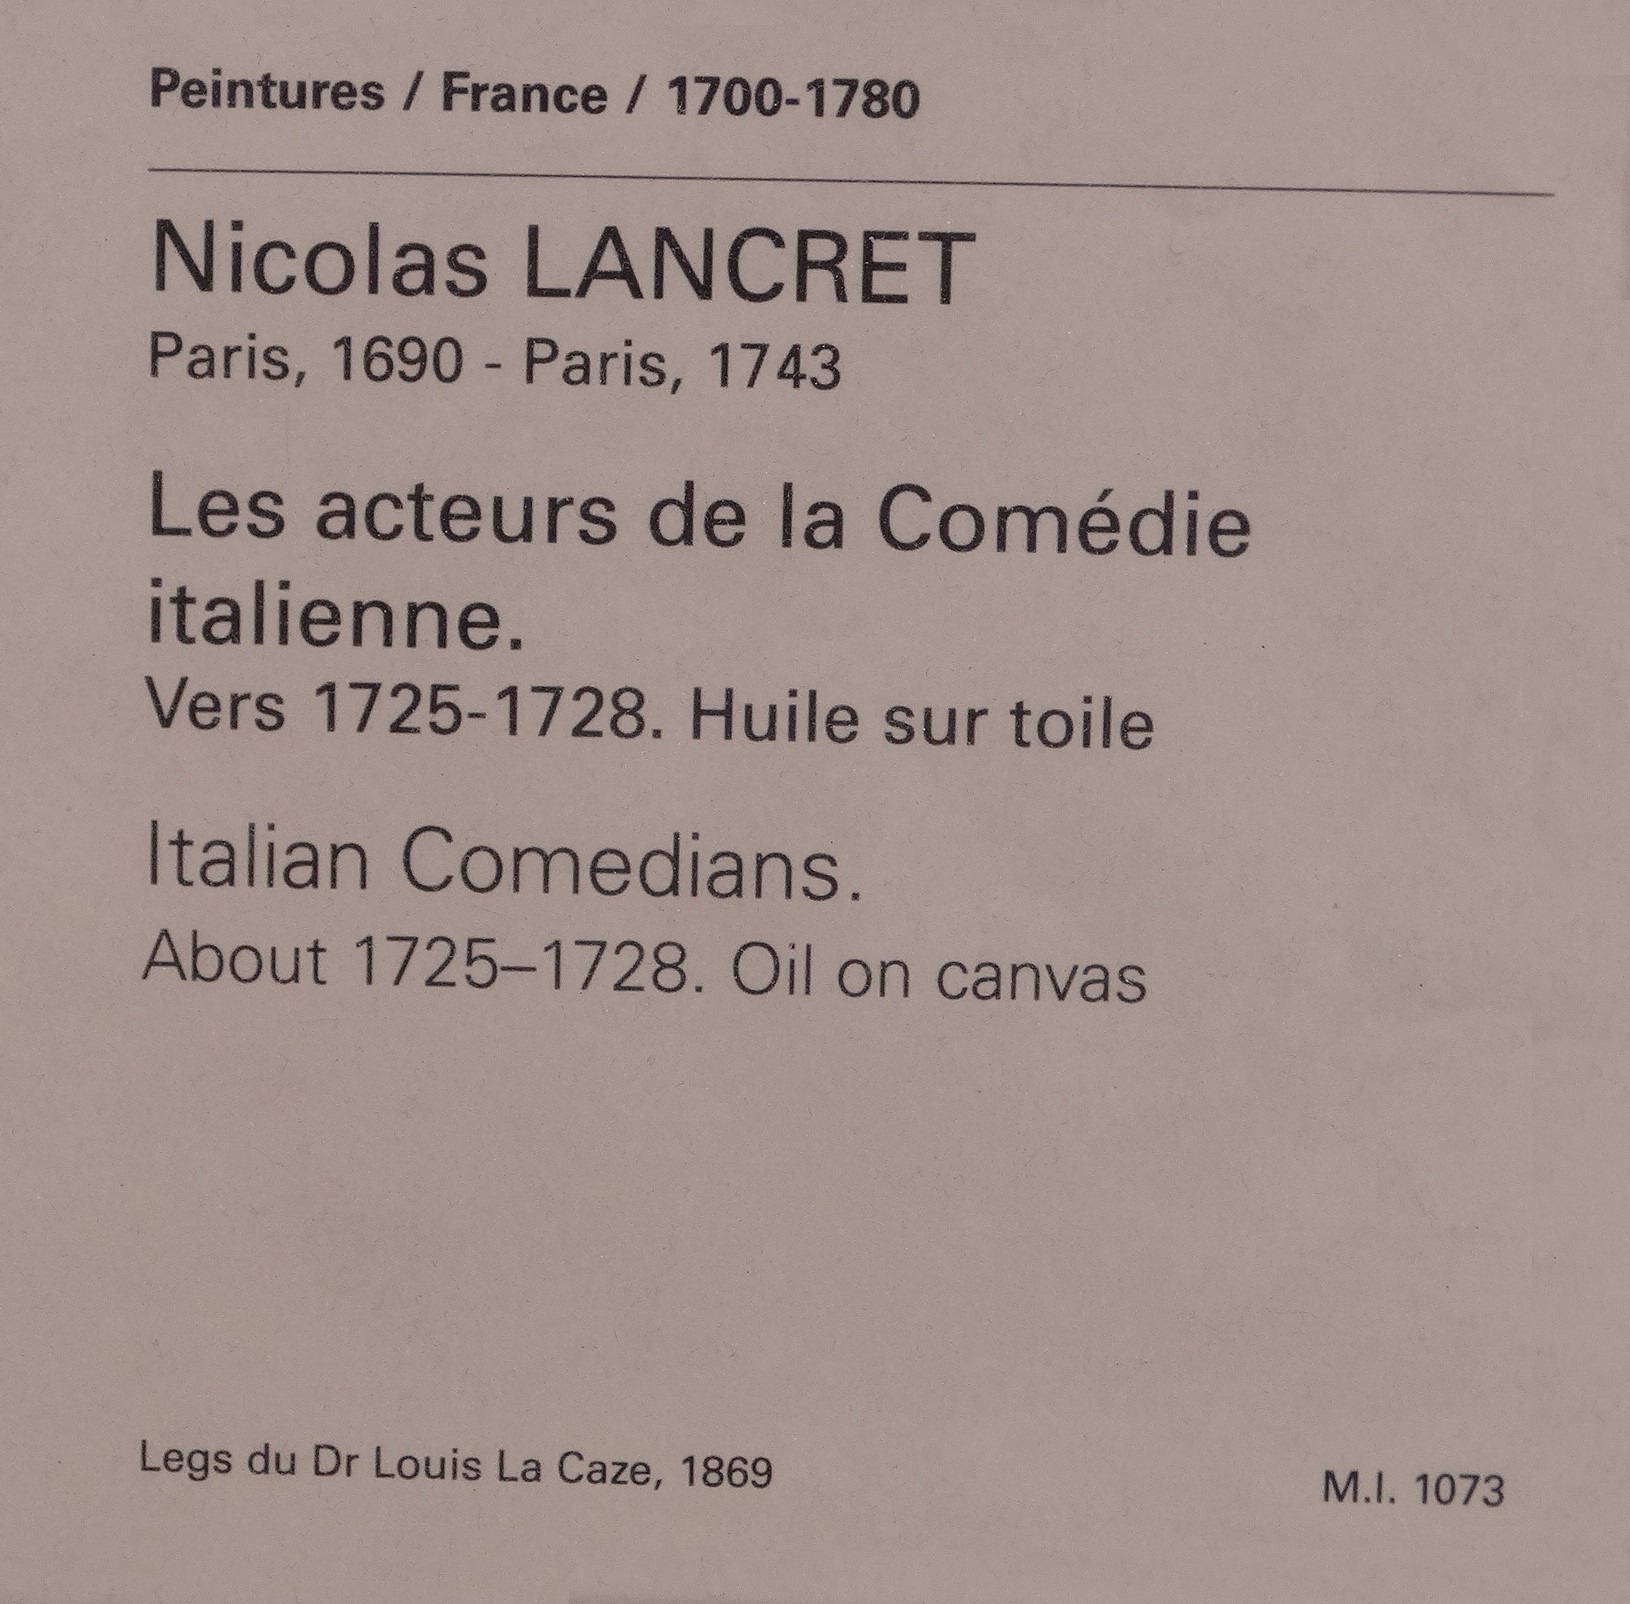 Peintures / France / 1700-1780
Nicolas LANCRET
Paris, 1690 - Paris, 1743
Les acteurs de la Comédie
italienne.
Vers 1725-1728. Huile sur toile
Italian Comedians.
About 1725–1728. Oil on canvas
Legs du Dr Louis La Caze, 1869
M.I. 1073